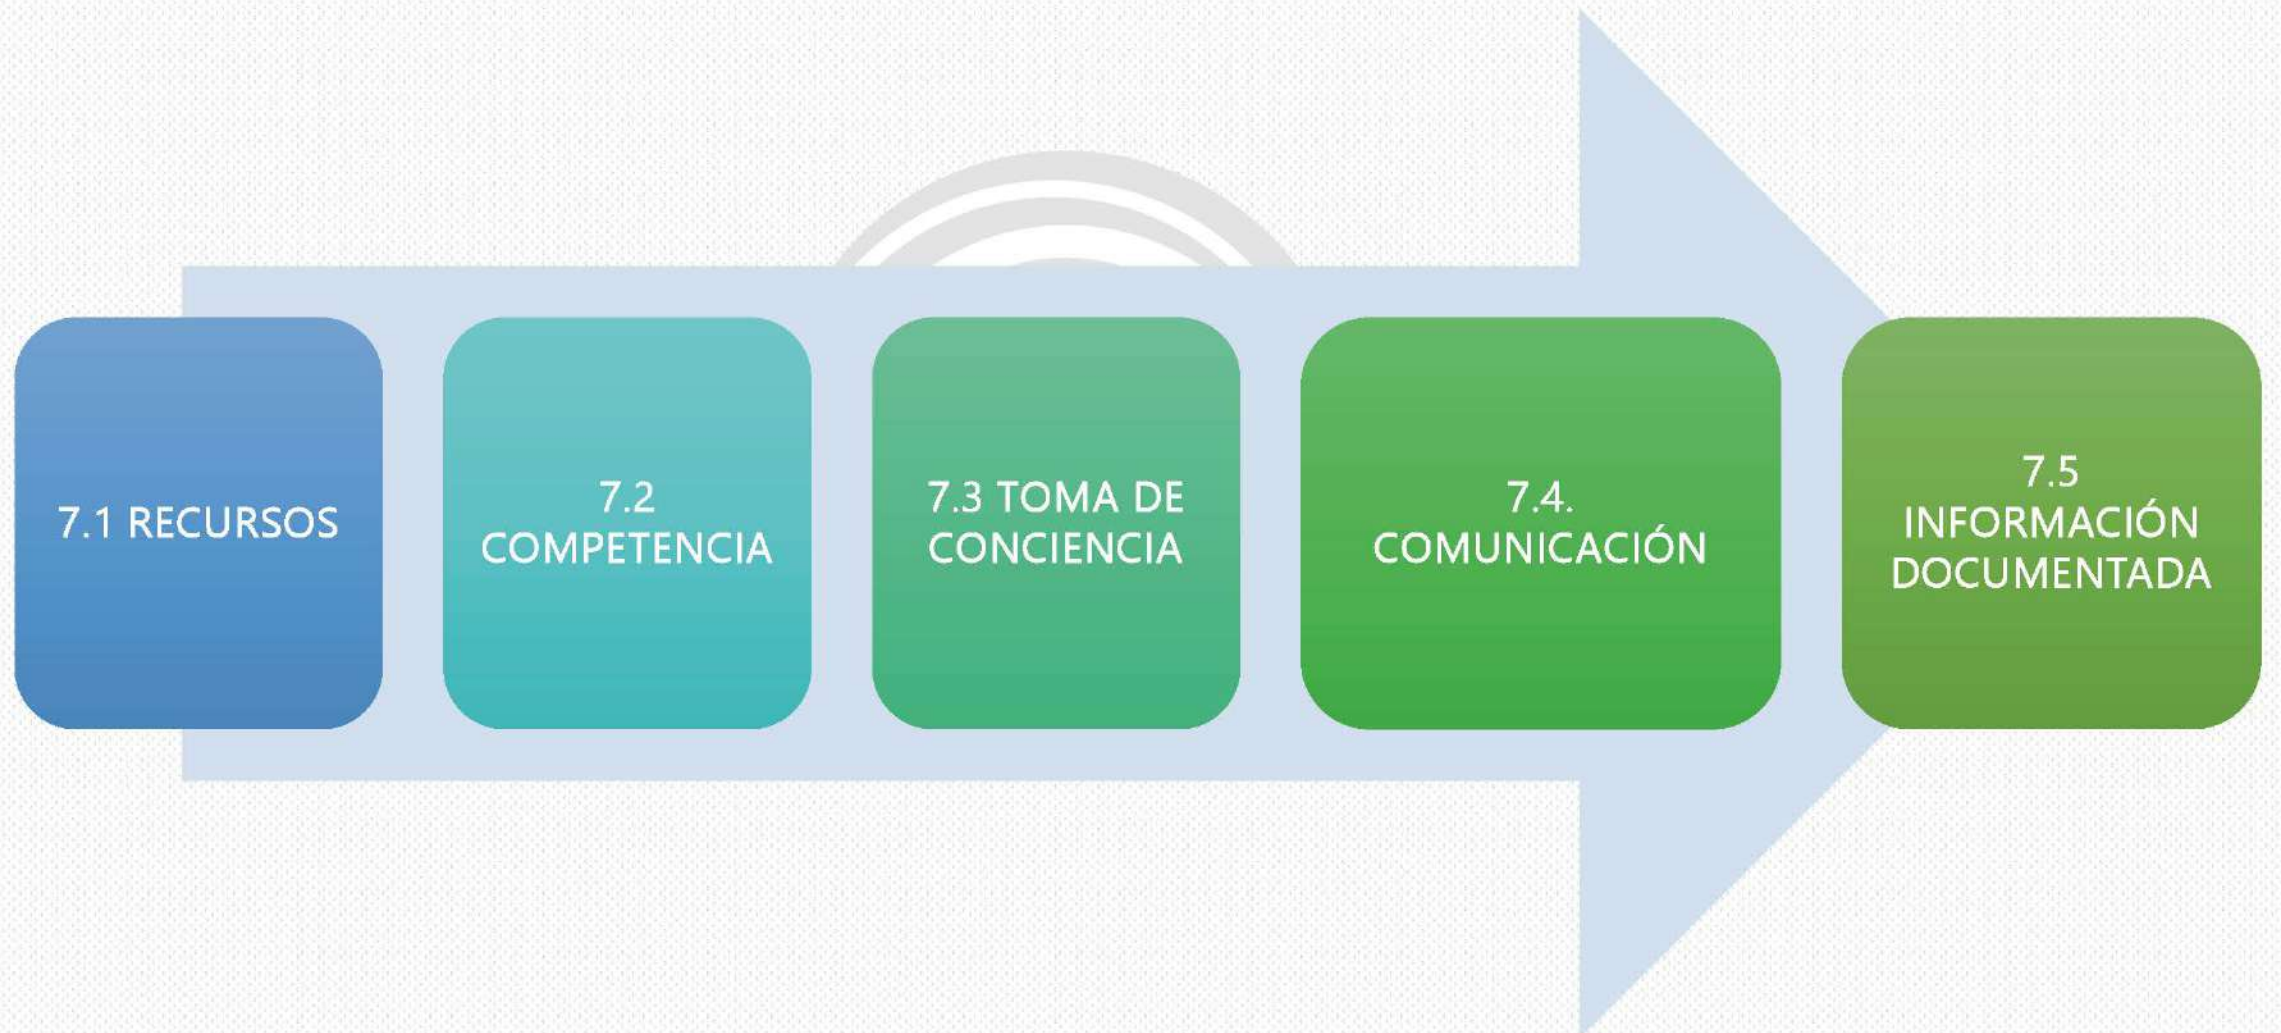 7.1 RECURSOS
7.2
COMPETENCIA
7.3 TOMA DE
CONCIENCIA
7.4.
COMUNICACIÓN
7.5
INFORMACIÓN
DOCUMENTADA